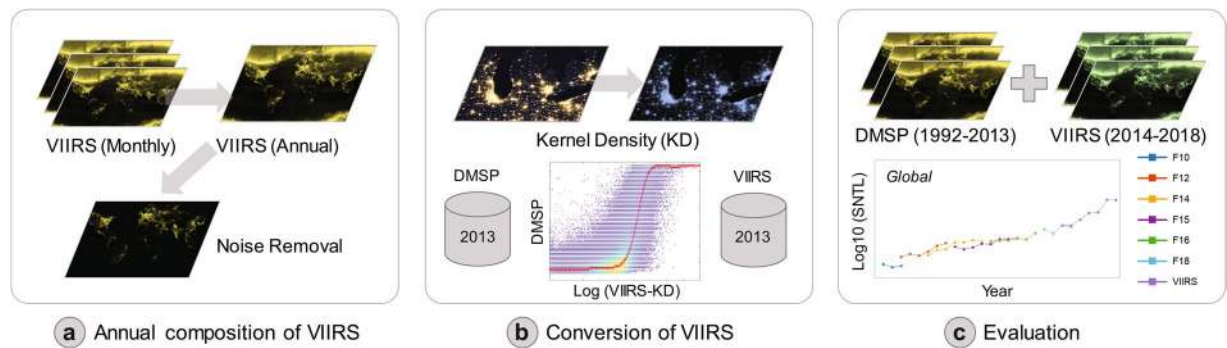 VIIRS (Monthly)
VIIRS (Annual)
Noise Removal
a Annual composition of VIIRS
Kernel Density (KD)
DMSP
2013
DMSP
Log (VIIRS-KD)
VIIRS
2013
b Conversion of VIIRS
DMSP (1992-2013)
VIIRS (2014-2018)
Global
Log10 (SNTL)
Year
F10
F12
F14
F15
F16
F18
VIIRS
c Evaluation